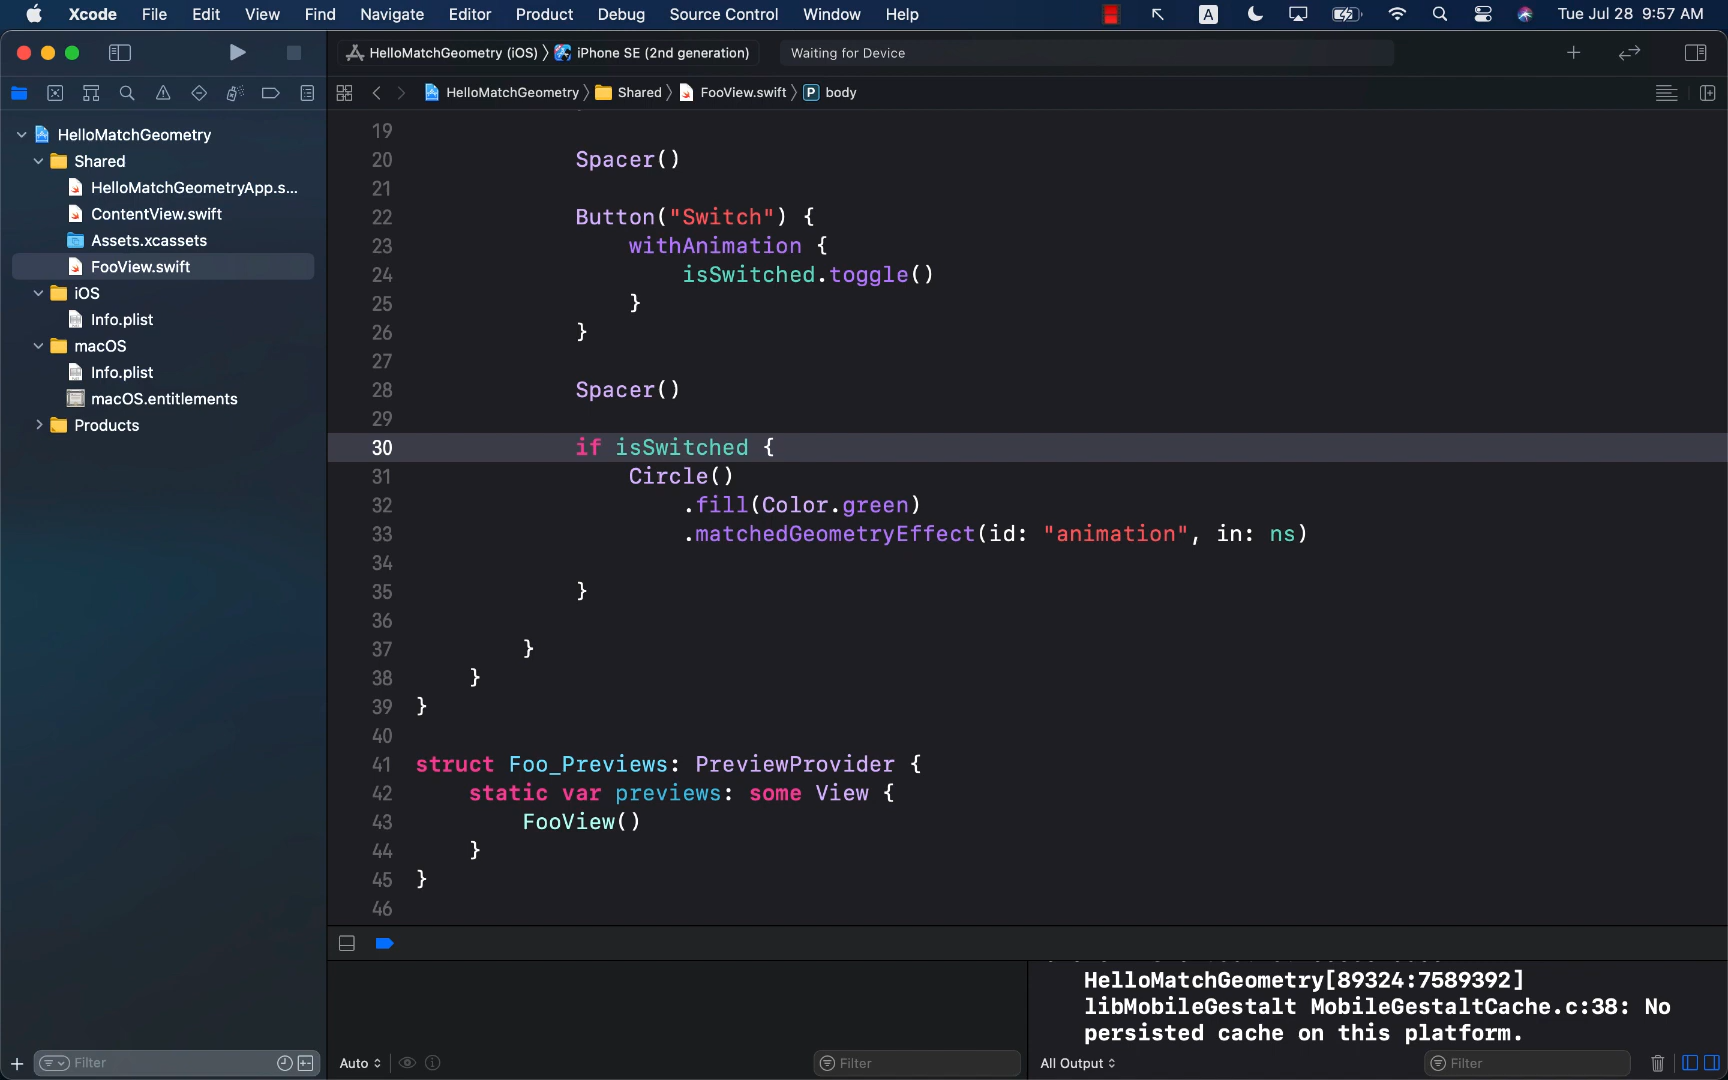 Xcode File Edit View Find Navigate Editor Product Debug Source Control Window Help A Tue Jul 28 9:57 AM
HelloMatchGeometry (iOS) iPhone SE (2nd generation) Waiting for Device
HelloMatchGeometry Shared FooView.swift P body
HelloMatchGeometry
Shared
HelloMatchGeometryApp.s...
ContentView.swift
Assets.xcassets
FooView.swift
iOS
Info.plist
macOS
Info.plist
macOS.entitlements
Products
Filter
19
20 Spacer()
21
22 Button("Switch") {
23 withAnimation {
24 isSwitched.toggle()
25 }
26 }
27
28 Spacer()
29
30 if isSwitched {
31 Circle()
32 .fill(Color.green)
33 .matchedGeometryEffect(id: "animation", in: ns)
34
35 }
36
37 }
38 }
39 }
40
41 struct Foo_Previews: PreviewProvider {
42 static var previews: some View {
43 FooView()
44 }
45 }
46
Auto Filter
HelloMatchGeometry[89324:7589392]
libMobileGestalt MobileGestaltCache.c:38: No
persisted cache on this platform.
All Output Filter